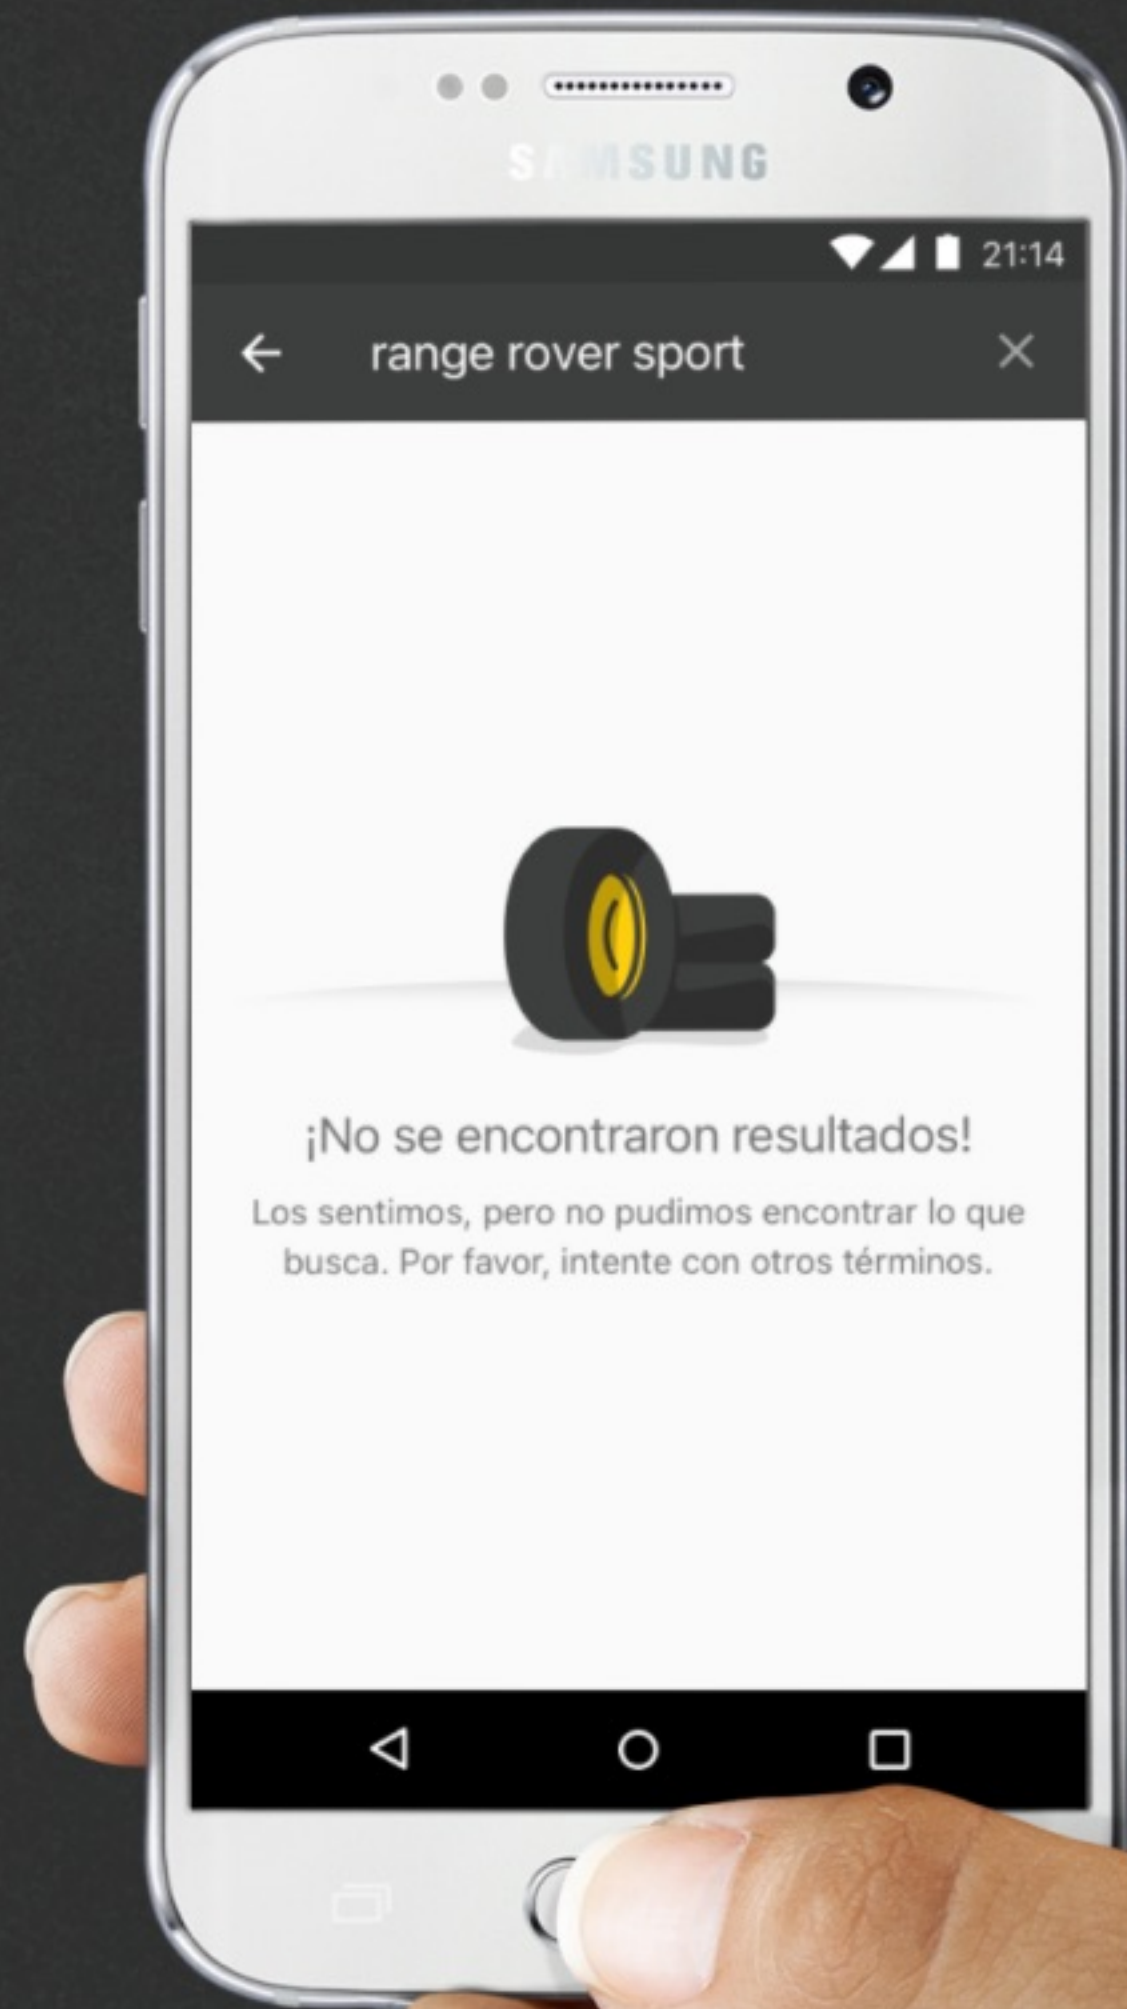 SAMSUNG
21:14
range rover sport
¡No se encontraron resultados!
Los sentimos, pero no pudimos encontrar lo que
busca. Por favor, intente con otros términos.